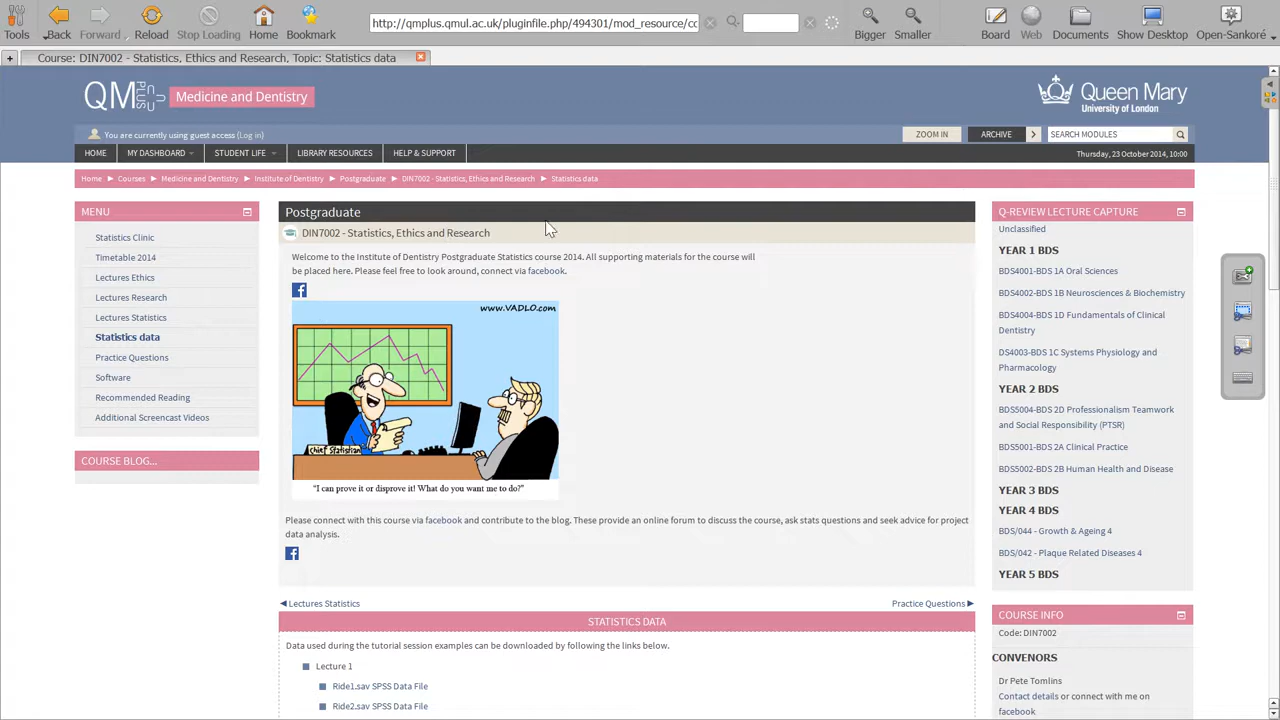 Tools
Back
Forward
Reload
Stop Loading
Home
Bookmark
http://qmplus.qmul.ac.uk/pluginfile.php/494301/mod_resource/cc
Bigger
Smaller
Board
Web
Documents
Show Desktop
Open-Sankoré
Course: DIN7002 - Statistics, Ethics and Research, Topic: Statistics data
QM PLUS QMUL
Medicine and Dentistry
Queen Mary
University of London
You are currently using guest access (Log in)
ZOOM IN
ARCHIVE
SEARCH MODULES
HOME
MY DASHBOARD
STUDENT LIFE
LIBRARY RESOURCES
HELP & SUPPORT
Thursday, 23 October 2014, 10:00
Home ► Courses ► Medicine and Dentistry ► Institute of Dentistry ► Postgraduate ► DIN7002 - Statistics, Ethics and Research ► Statistics data
MENU
Statistics Clinic
Timetable 2014
Lectures Ethics
Lectures Research
Lectures Statistics
Statistics data
Practice Questions
Software
Recommended Reading
Additional Screencast Videos
COURSE BLOG...
Postgraduate
DIN7002 - Statistics, Ethics and Research
Welcome to the Institute of Dentistry Postgraduate Statistics course 2014. All supporting materials for the course will
be placed here. Please feel free to look around, connect via facebook.
www.VADLO.com
Chief Statistian
"I can prove it or disprove it! What do you want me to do?"
Please connect with this course via facebook and contribute to the blog. These provide an online forum to discuss the course, ask stats questions and seek advice for project
data analysis.
◄ Lectures Statistics
Practice Questions ►
STATISTICS DATA
Data used during the tutorial session examples can be downloaded by following the links below.
Lecture 1
Ride1.sav SPSS Data File
Ride2.sav SPSS Data File
Q-REVIEW LECTURE CAPTURE
Unclassified
YEAR 1 BDS
BDS4001-BDS 1A Oral Sciences
BDS4002-BDS 1B Neurosciences & Biochemistry
BDS4004-BDS 1D Fundamentals of Clinical
Dentistry
DS4003-BDS 1C Systems Physiology and
Pharmacology
YEAR 2 BDS
BDS5004-BDS 2D Professionalism Teamwork
and Social Responsibility (PTSR)
BDS5001-BDS 2A Clinical Practice
BDS5002-BDS 2B Human Health and Disease
YEAR 3 BDS
YEAR 4 BDS
BDS/044 - Growth & Ageing 4
BDS/042 - Plaque Related Diseases 4
YEAR 5 BDS
COURSE INFO
Code: DIN7002
CONVENORS
Dr Pete Tomlins
Contact details or connect with me on
facebook.